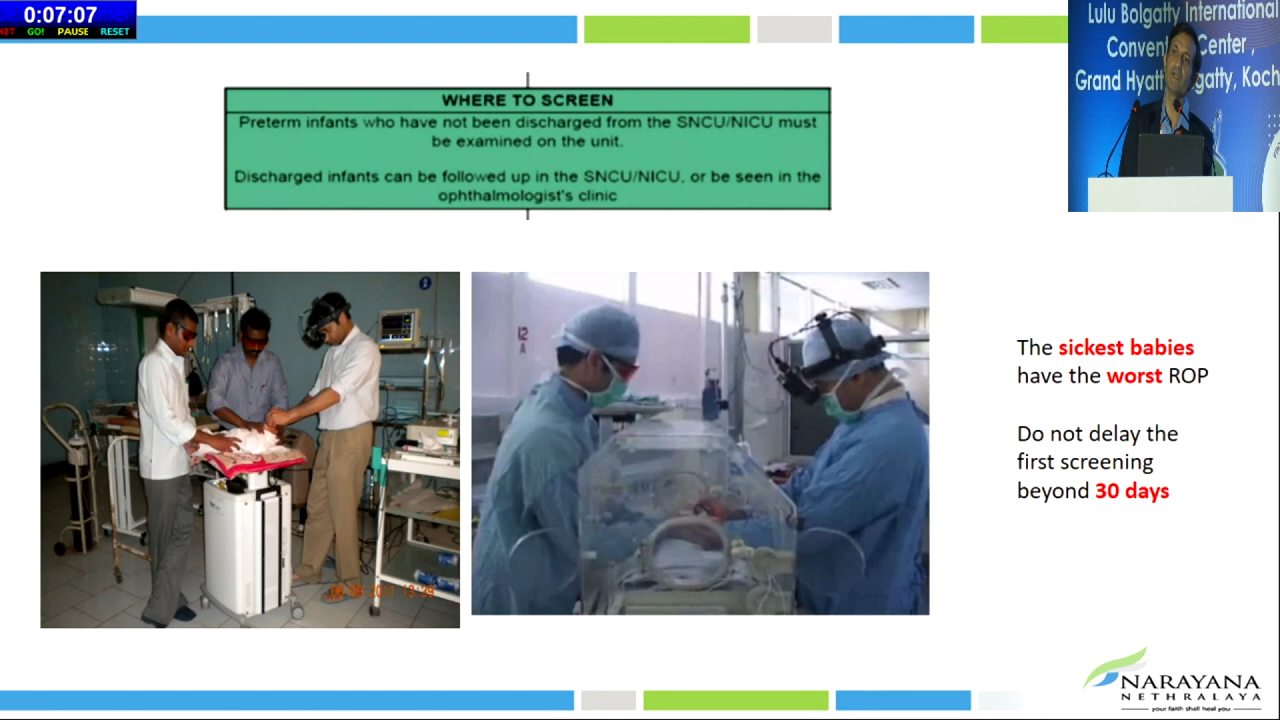 0:07:07
GO! PAUSE RESET
Lulu Bolgatty International
Center ,
Grand Hyatt
WHERE TO SCREEN
Preterm infants who have not been discharged from the SNCU/NICU must
be examined on the unit.
Discharged infants can be followed up in the SNCU/NICU, or be seen in the
ophthalmologist's clinic
12
A
The sickest babies
have the worst ROP
Do not delay the
first screening
beyond 30 days
NARAYANA
NETHRALAYA
your faith shall heal you